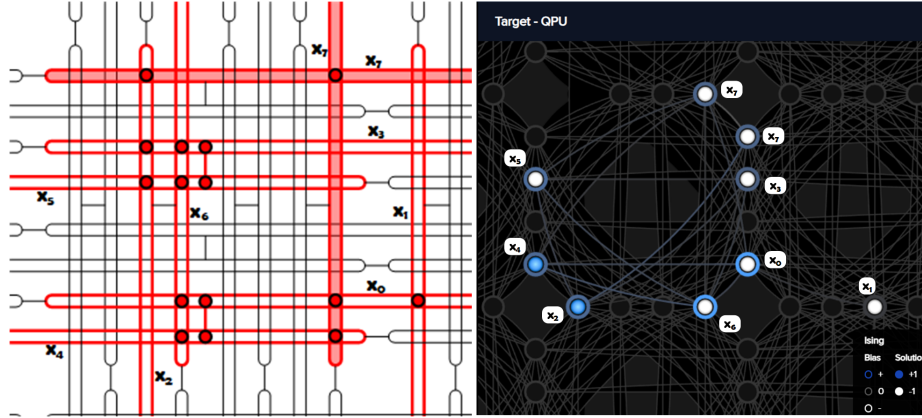 x₇
x₇
x₃
x₅
x₆
x₁
x₀
x₄
x₂
Target - QPU
x₇
x₇
x₅
x₃
x₄
x₀
x₁
x₂
x₆
Ising
Bias Solutio
+ +1
0 -1
-